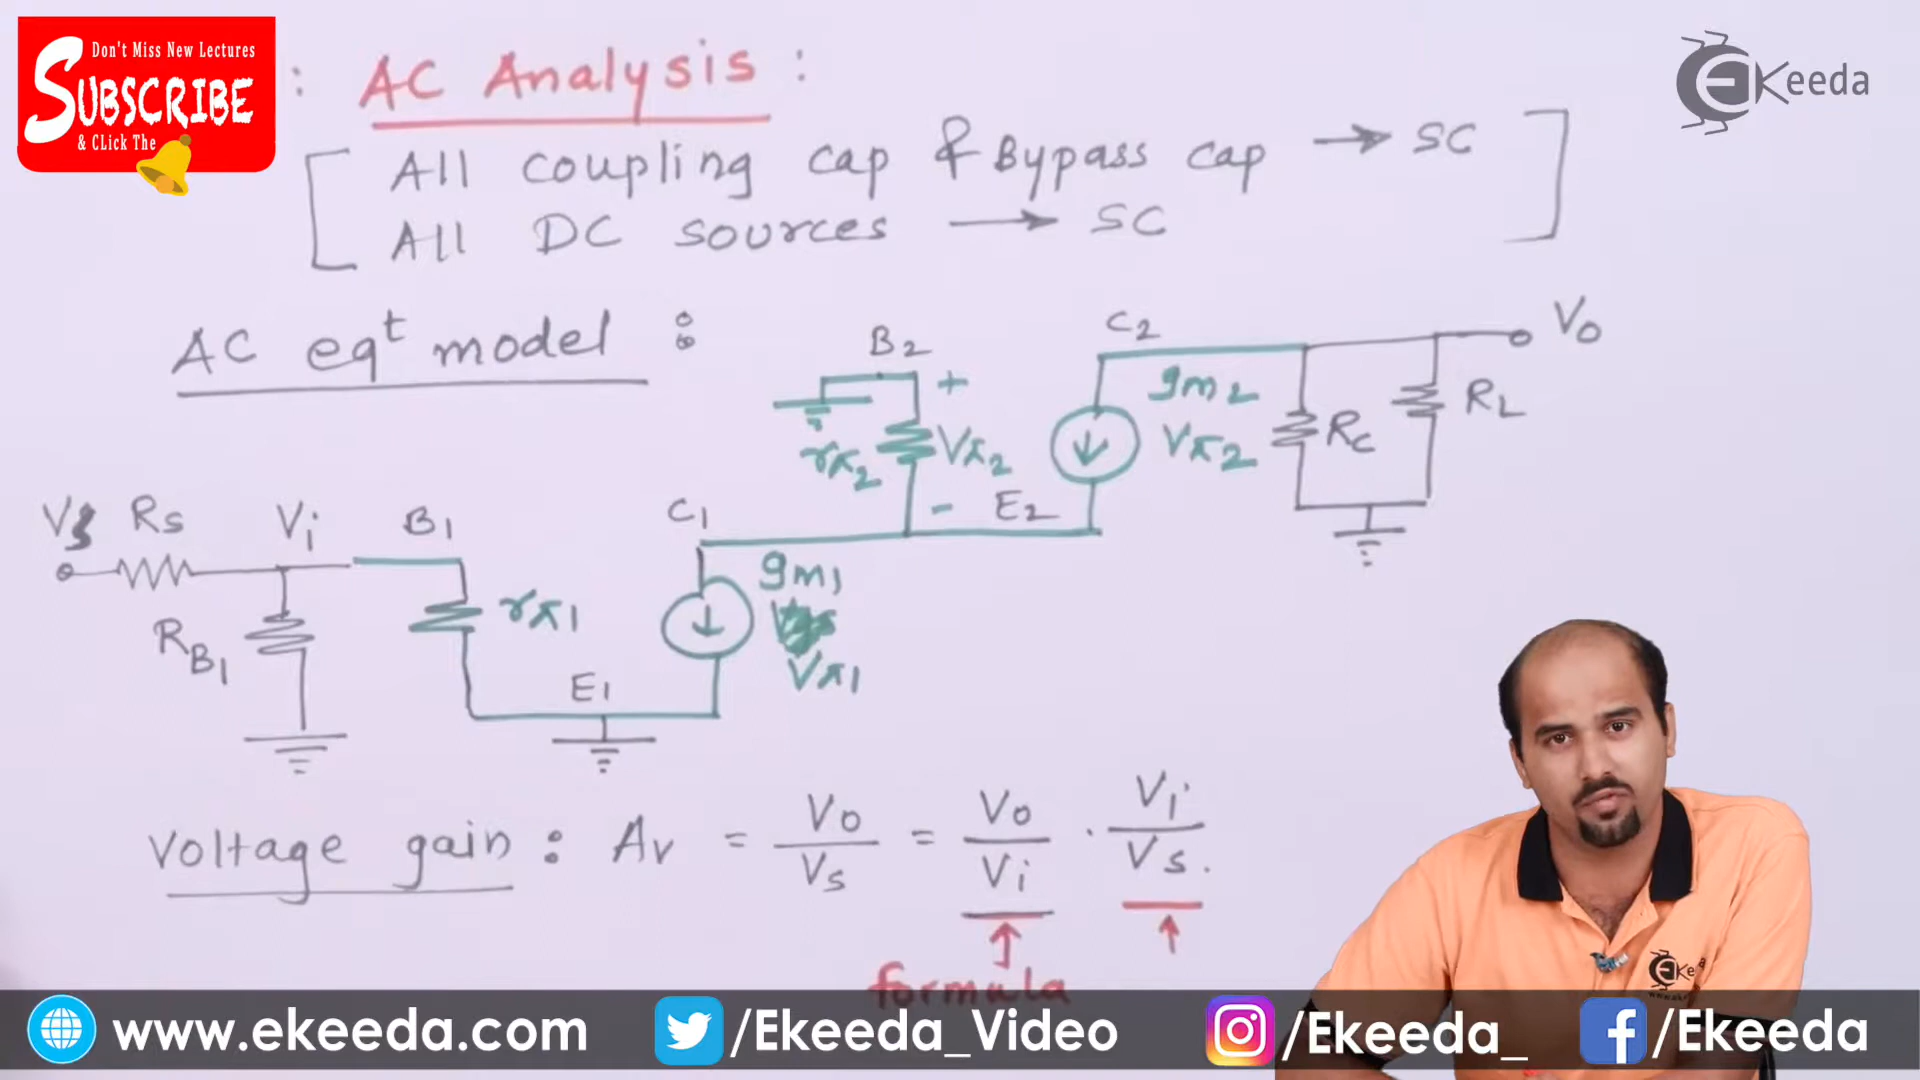 Don't Miss New Lectures
SUBSCRIBE
& CLick The
: AC Analysis :
EKeeda
All coupling cap & Bypass cap → SC
All DC sources → SC
AC eqt model :
B2
C2
Vo
+
gm2
Vπ2
RC
RL
rπ2
Vπ2
-
E2
Rs
Vi
B1
C1
gm1
Vπ1
RB1
rπ1
E1
Voltage gain : Av = Vo/Vs = Vo/Vi · Vi/Vs.
formula
www.ekeeda.com
/Ekeeda_Video
/Ekeeda_
/Ekeeda